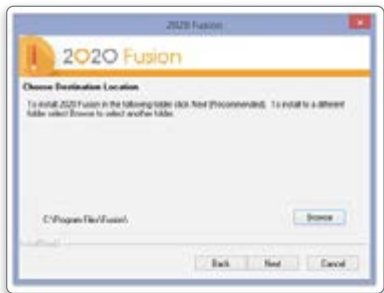 2020 Fusion
2020 Fusion
Choose Destination Location
To install 2020 Fusion in the following folder click Next (Recommended). To install to a different
folder select Browse to select another folder.
C:\Program Files\Fusion\
Browse
Back Next Cancel